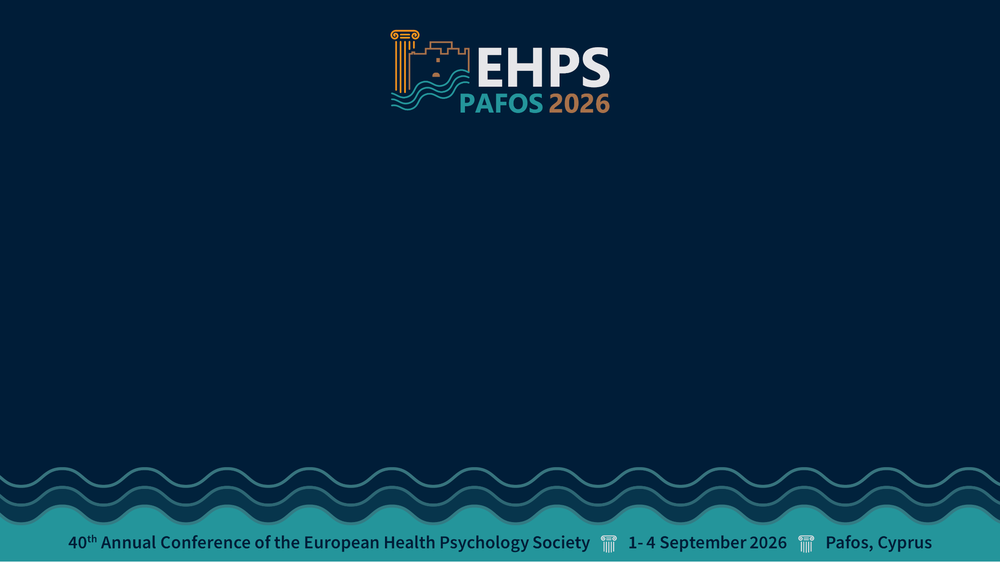 EHPS
PAFOS 2026
40th Annual Conference of the European Health Psychology Society 1- 4 September 2026 Pafos, Cyprus